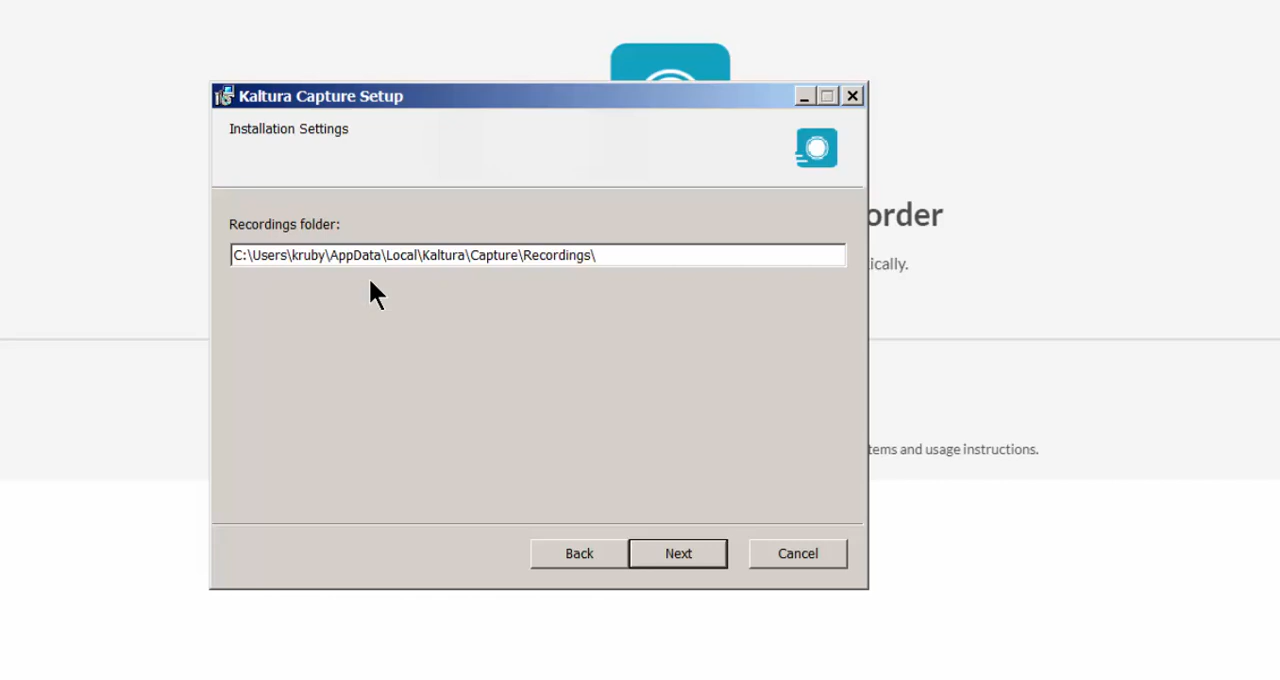 Kaltura Capture Setup
Installation Settings
order
Recordings folder:
C:\Users\kruby\AppData\Local\Kaltura\Capture\Recordings\
ically.
tems and usage instructions.
Back
Next
Cancel